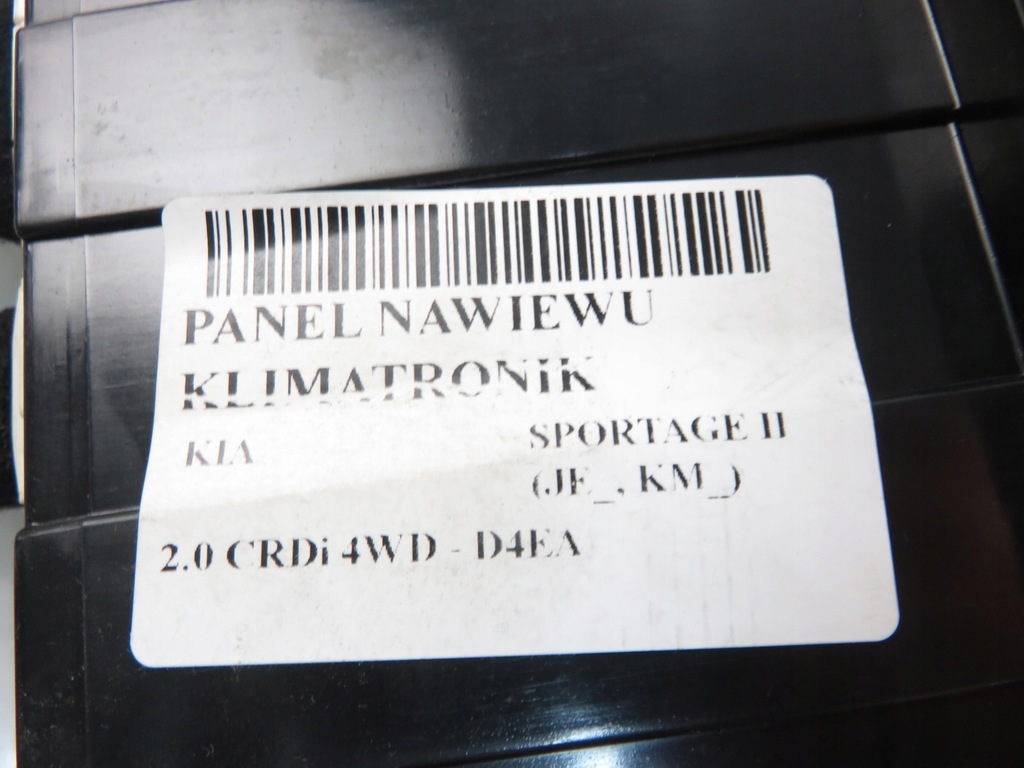 PANEL NAWIEWU
KLIMATRONIK
KIA SPORTAGE II
(JE_, KM_)
2.0 CRDi 4WD - D4EA